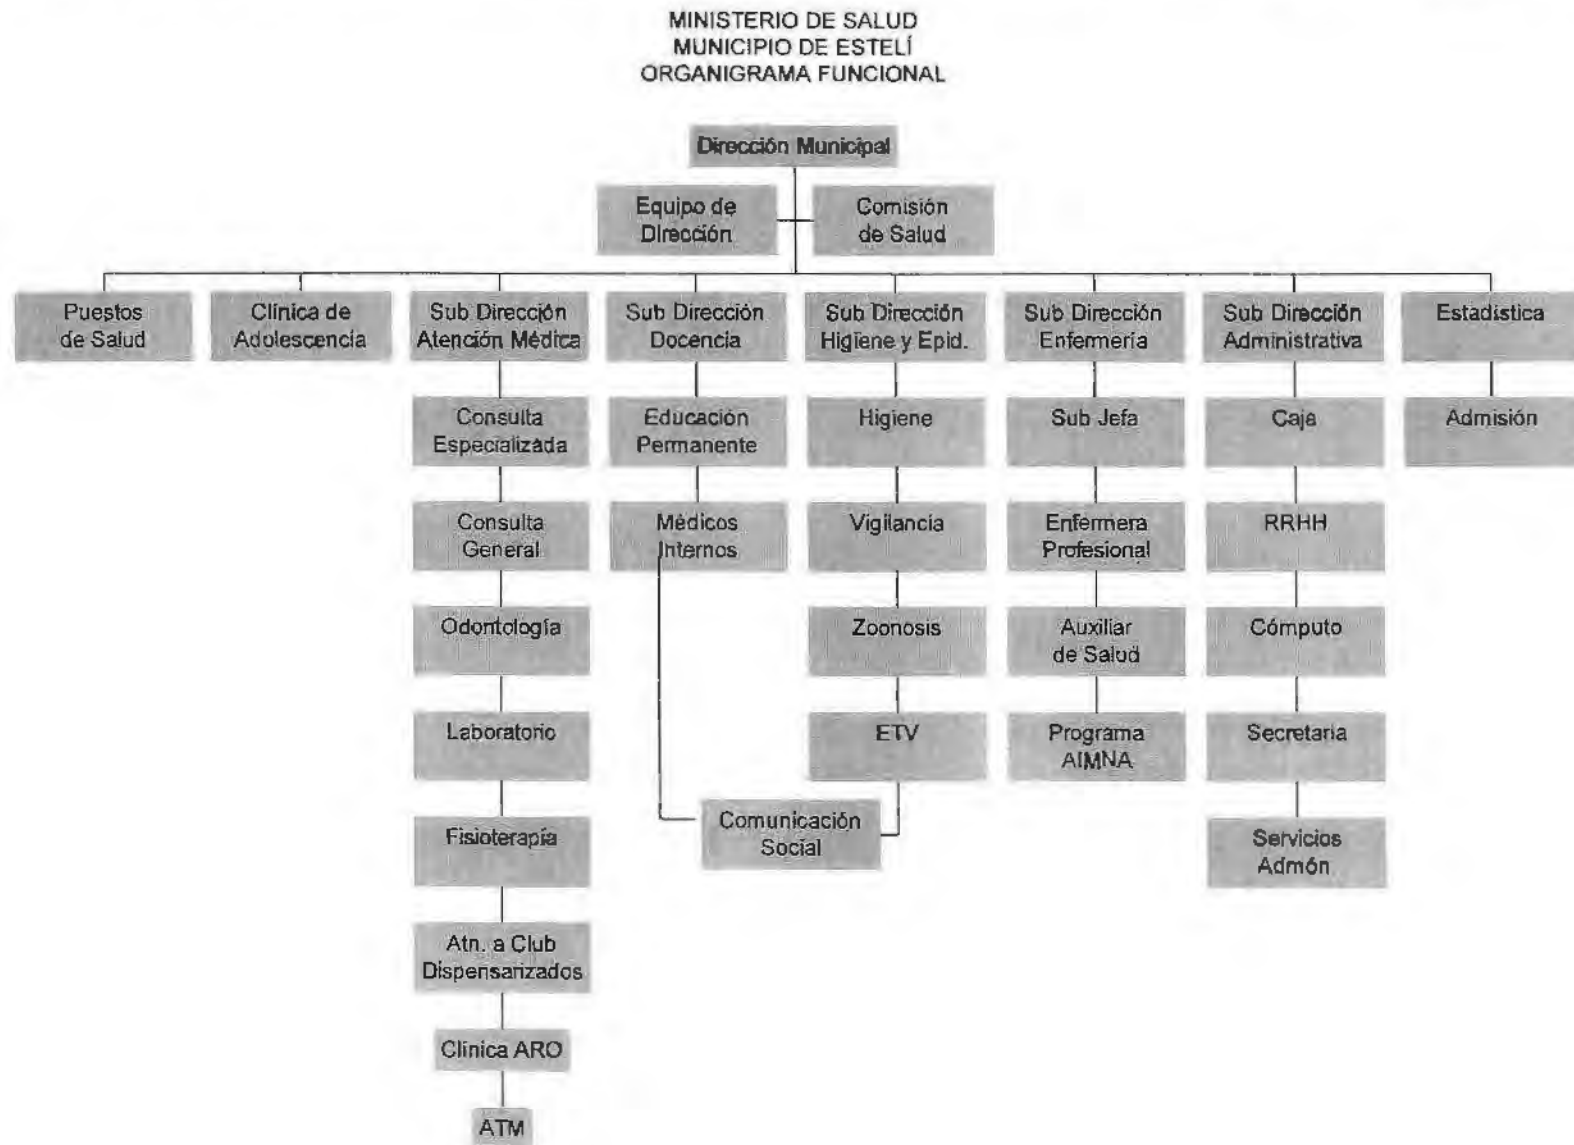 MINISTERIO DE SALUD
MUNICIPIO DE ESTELÍ
ORGANIGRAMA FUNCIONAL
Dirección Municipal
Equipo de
Dirección
Comisión
de Salud
Puestos
de Salud
Clínica de
Adolescencia
Sub Dirección
Atención Médica
Sub Dirección
Docencia
Sub Dirección
Higiene y Epid.
Sub Dirección
Enfermería
Sub Dirección
Administrativa
Estadística
Consulta
Especializada
Educación
Permanente
Higiene
Sub Jefa
Caja
Admisión
Consulta
General
Médicos
Internos
Vigilancia
Enfermera
Profesional
RRHH
Odontología
Zoonosis
Auxiliar
de Salud
Cómputo
Laboratorio
ETV
Programa
AIMNA
Secretaria
Fisioterapía
Comunicación
Social
Servicios
Admón
Atn. a Club
Dispensarizados
Clínica ARO
ATM